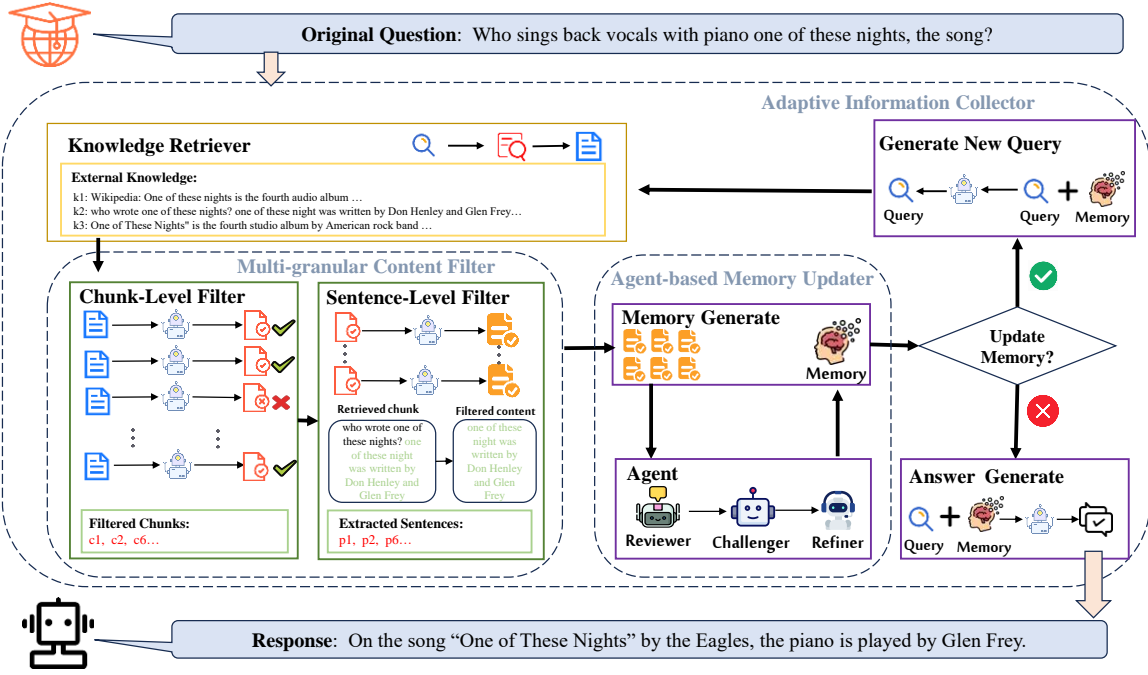 Original Question: Who sings back vocals with piano one of these nights, the song?
Adaptive Information Collector
Knowledge Retriever
External Knowledge:
k1: Wikipedia: One of these nights is the fourth audio album …
k2: who wrote one of these nights? one of these night was written by Don Henley and Glen Frey…
k3: One of These Nights" is the fourth studio album by American rock band …
Generate New Query
Query
Query
Memory
Multi-granular Content Filter
Chunk-Level Filter
Filtered Chunks:
c1, c2, c6…
Sentence-Level Filter
Retrieved chunk
who wrote one of
these nights? one
of these night
was written by
Don Henley and
Glen Frey
Filtered content
one of these
night was
written by
Don Henley
and Glen
Frey
Extracted Sentences:
p1, p2, p6…
Agent-based Memory Updater
Memory Generate
Memory
Agent
Reviewer
Challenger
Refiner
Update
Memory?
Answer Generate
Query
Memory
Response: On the song “One of These Nights” by the Eagles, the piano is played by Glen Frey.